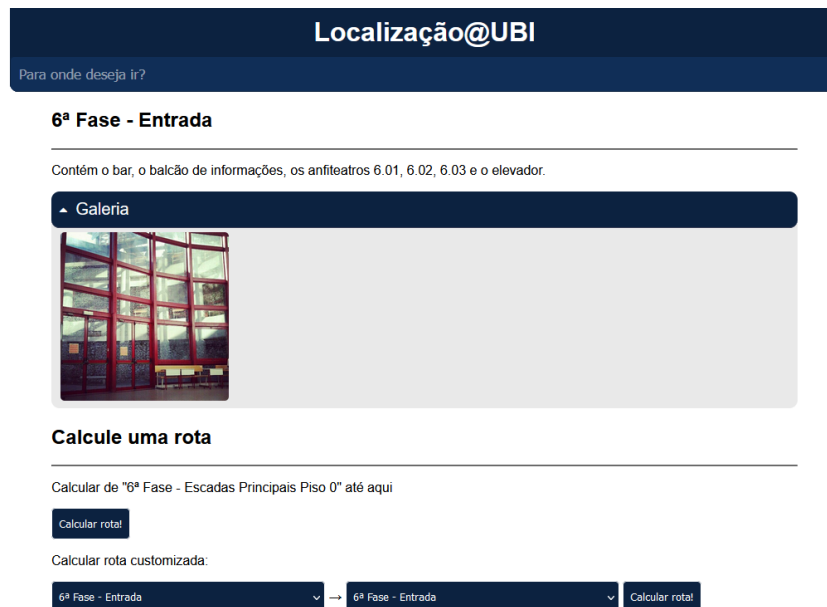 Localização@UBI
Para onde deseja ir?
6ª Fase - Entrada
Contém o bar, o balcão de informações, os anfiteatros 6.01, 6.02, 6.03 e o elevador.
Galeria
Calcule uma rota
Calcular de "6ª Fase - Escadas Principais Piso 0" até aqui
Calcular rota!
Calcular rota customizada:
6ª Fase - Entrada → 6ª Fase - Entrada Calcular rota!